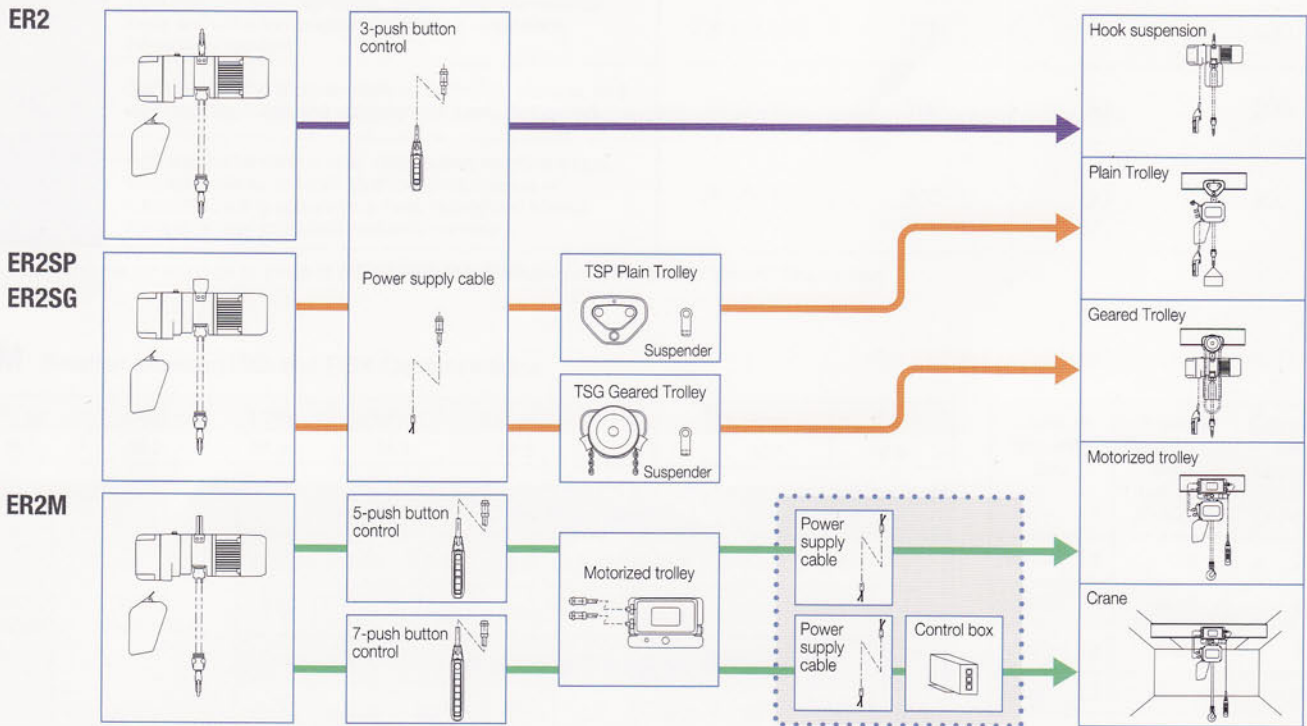 ER2
3-push button
control
Hook suspension
Plain Trolley
ER2SP
ER2SG
Power supply cable
TSP Plain Trolley
Suspender
TSG Geared Trolley
Suspender
Geared Trolley
ER2M
5-push button
control
Motorized trolley
Power
supply
cable
Motorized trolley
7-push button
control
Power
supply
cable
Control box
Crane